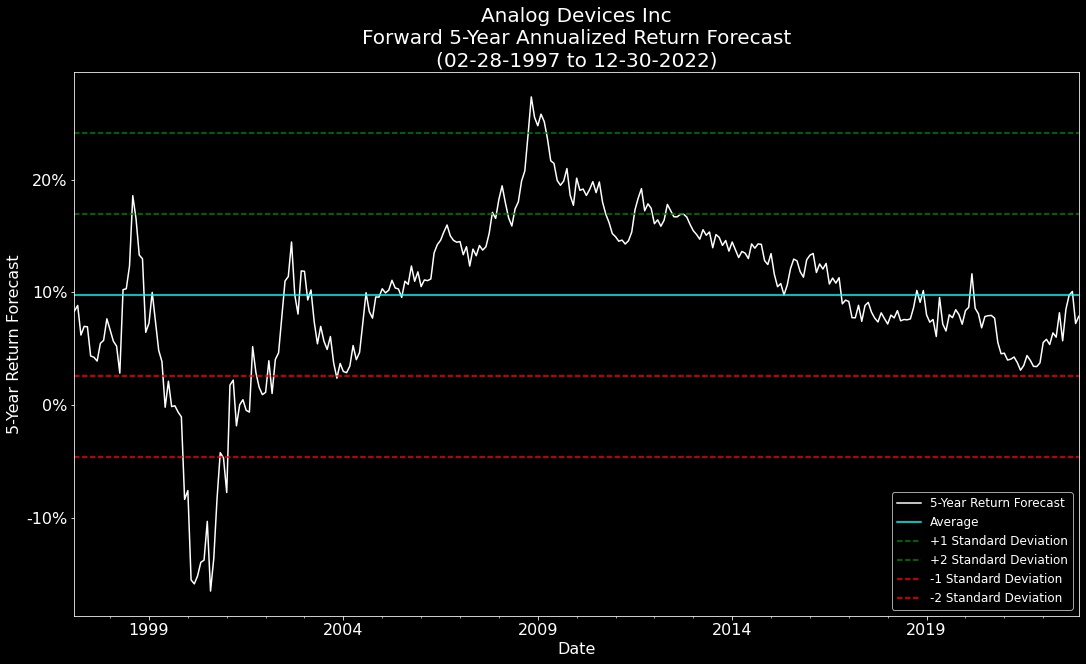 Analog Devices Inc
Forward 5-Year Annualized Return Forecast
(02-28-1997 to 12-30-2022)
5-Year Return Forecast
20%
10%
0%
-10%
5-Year Return Forecast
Average
+1 Standard Deviation
+2 Standard Deviation
-1 Standard Deviation
-2 Standard Deviation
1999 2004 2009 2014 2019
Date